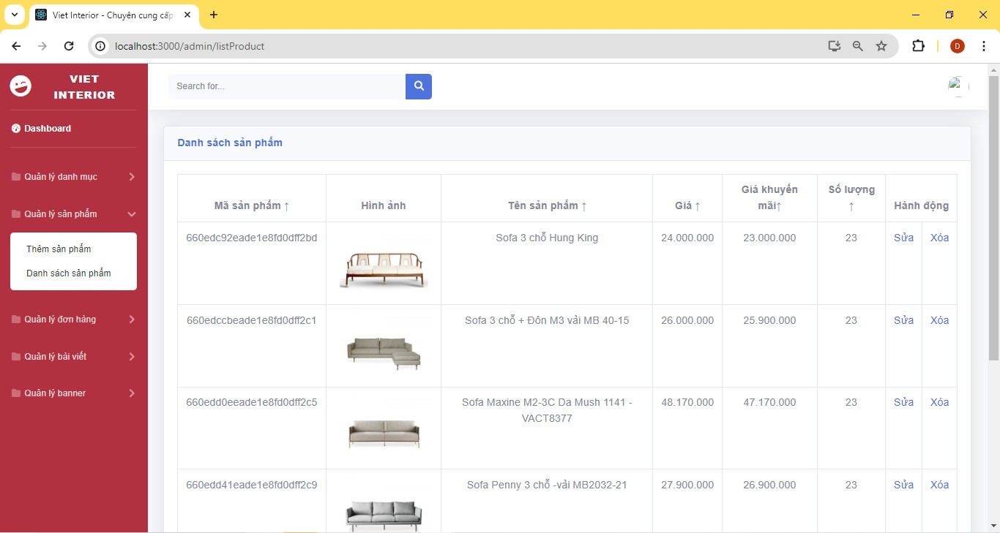 Viet Interior - Chuyên cung cấp
localhost:3000/admin/listProduct
D
VIET
INTERIOR
Search for...
Dashboard
Quản lý danh mục
Quản lý sản phẩm
Thêm sản phẩm
Danh sách sản phẩm
Quản lý đơn hàng
Quản lý bài viết
Quản lý banner
Danh sách sản phẩm
Mã sản phẩm ↑ Hình ảnh Tên sản phẩm ↑ Giá ↑ Giá khuyến mãi↑ Số lượng ↑ Hành động
660edc92eade1e8fd0dff2bd Sofa 3 chỗ Hung King 24.000.000 23.000.000 23 Sửa Xóa
660edccbeade1e8fd0dff2c1 Sofa 3 chỗ + Đôn M3 vải MB 40-15 26.000.000 25.900.000 23 Sửa Xóa
660edd0eeade1e8fd0dff2c5 Sofa Maxine M2-3C Da Mush 1141 - 48.170.000 47.170.000 23 Sửa Xóa
VACT8377
660edd41eade1e8fd0dff2c9 Sofa Penny 3 chỗ -vải MB2032-21 27.900.000 26.900.000 23 Sửa Xóa